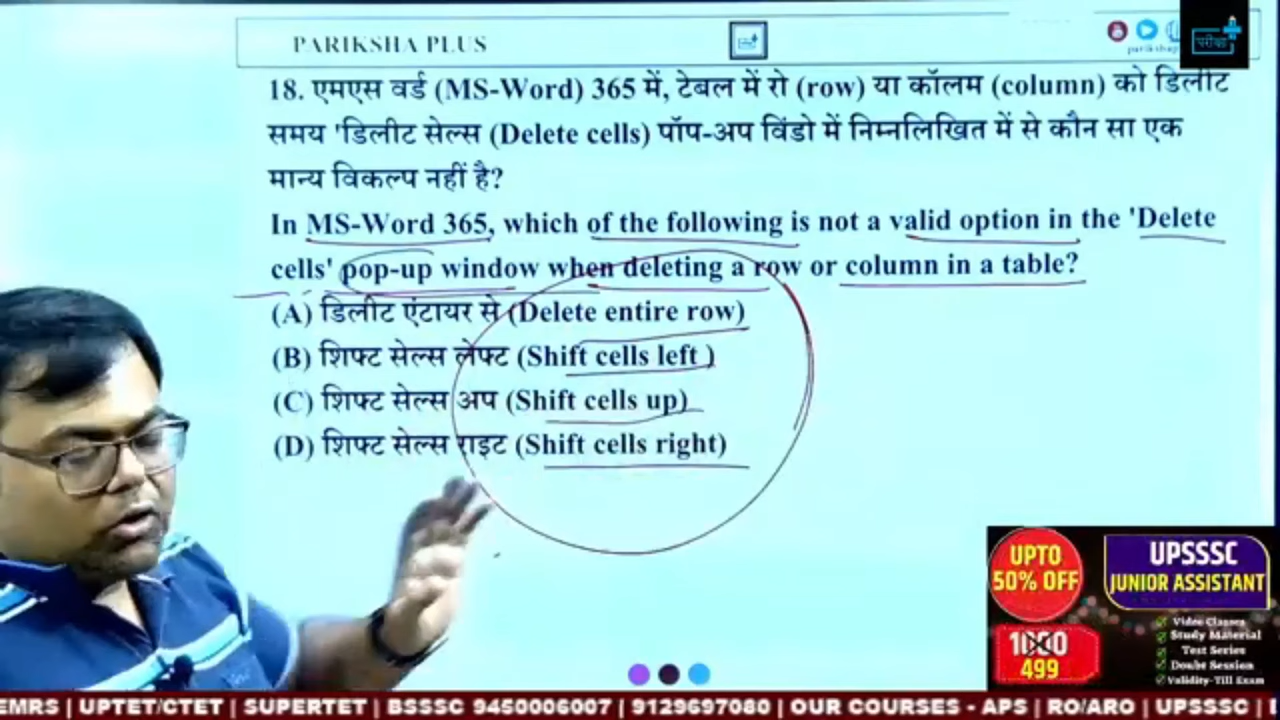 PARIKSHA PLUS
परीक्षा
18. एमएस वर्ड (MS-Word) 365 में, टेबल में रो (row) या कॉलम (column) को डिलीट
समय 'डिलीट सेल्स (Delete cells) पॉप-अप विंडो में निम्नलिखित में से कौन सा एक
मान्य विकल्प नहीं है?
In MS-Word 365, which of the following is not a valid option in the 'Delete
cells' pop-up window when deleting a row or column in a table?
(A) डिलीट एंटायर से (Delete entire row)
(B) शिफ्ट सेल्स लेफ्ट (Shift cells left )
(C) शिफ्ट सेल्स अप (Shift cells up)
(D) शिफ्ट सेल्स राइट (Shift cells right)
UPTO
50% OFF
1000
499
UPSSSC
JUNIOR ASSISTANT
Video Classes
Study Material
Test Series
Doubt Session
Validity-Till Exam
EMRS | UPTET/CTET | SUPERTET | BSSSC 9450006007 | 9129697080 | OUR COURSES - APS | RO/ARO | UPSSSC |